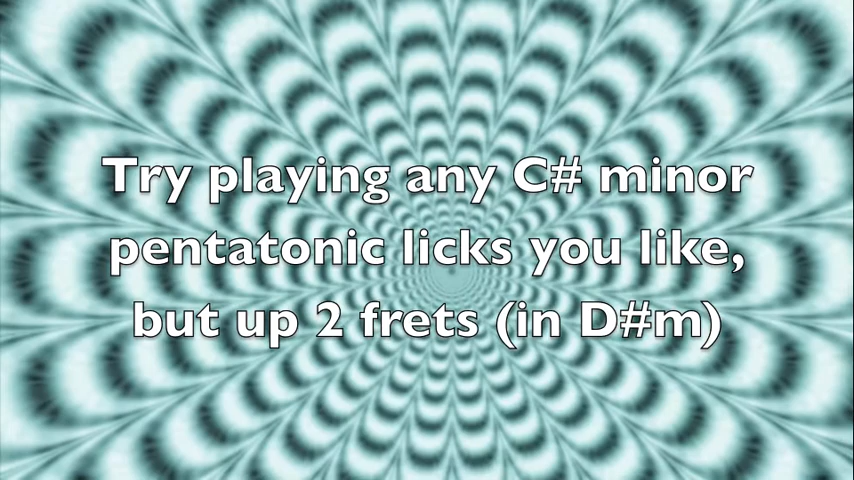 Try playing any C# minor
pentatonic licks you like,
but up 2 frets (in D#m)